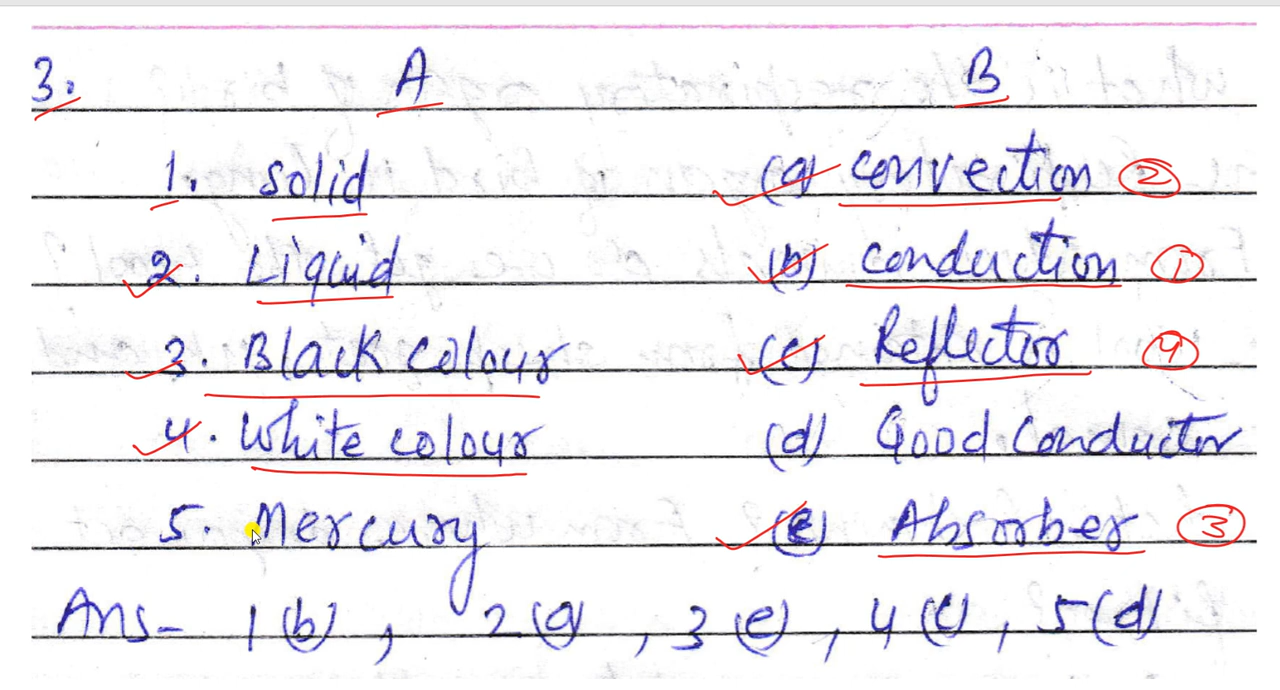 3. A B
1. solid (a) convection ②
2. Liquid (b) conduction ①
3. Black colour (c) Reflector ④
4. White colour (d) Good Conductor
5. Mercury (e) Absorber ③
Ans- 1(b), 2(a), 3(e), 4(c), 5(d)